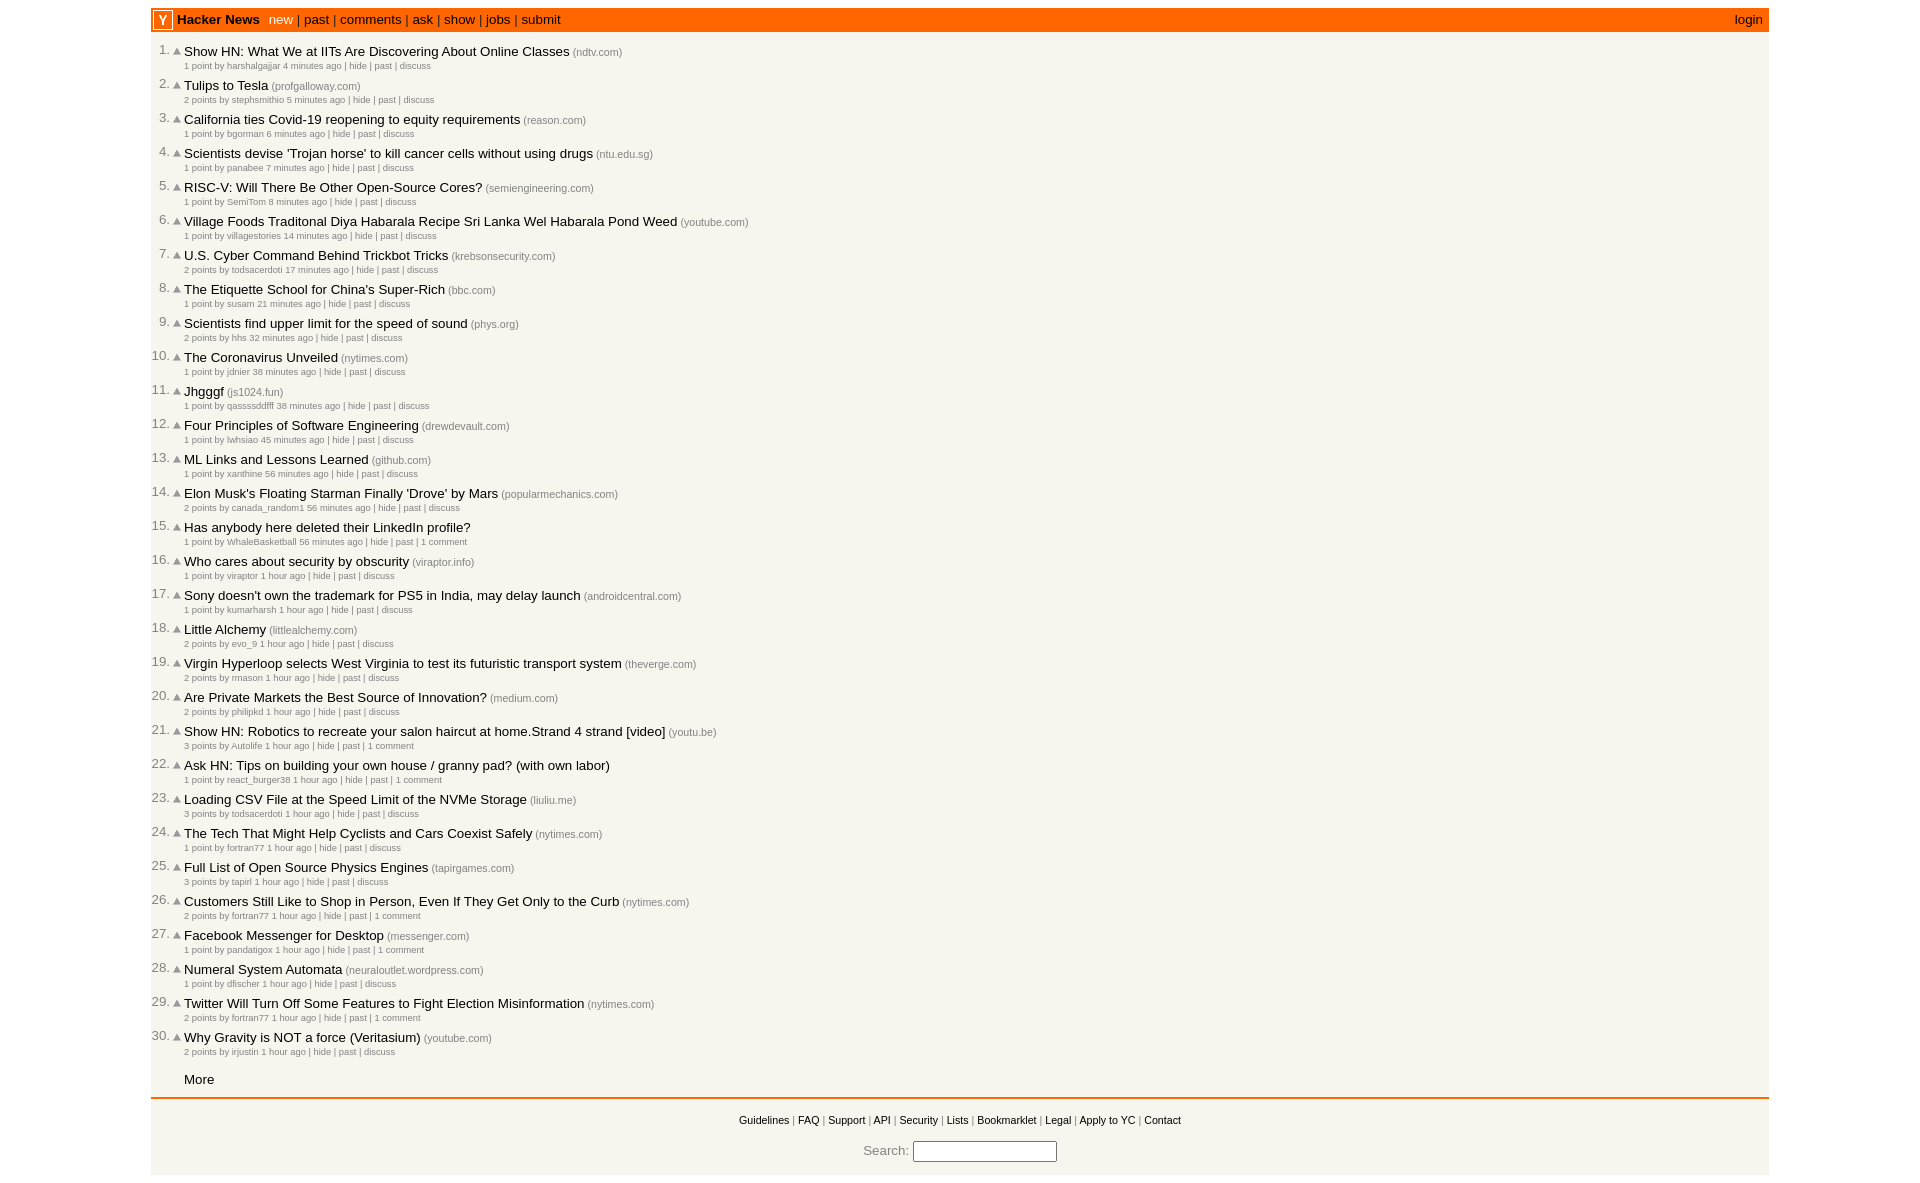 Y Hacker News new | past | comments | ask | show | jobs | submit login
1. Show HN: What We at IITs Are Discovering About Online Classes (ndtv.com)
1 point by harshalgajjar 4 minutes ago | hide | past | discuss
2. Tulips to Tesla (profgalloway.com)
2 points by stephsmithio 5 minutes ago | hide | past | discuss
3. California ties Covid-19 reopening to equity requirements (reason.com)
1 point by bgorman 6 minutes ago | hide | past | discuss
4. Scientists devise 'Trojan horse' to kill cancer cells without using drugs (ntu.edu.sg)
1 point by panabee 7 minutes ago | hide | past | discuss
5. RISC-V: Will There Be Other Open-Source Cores? (semiengineering.com)
1 point by SemiTom 8 minutes ago | hide | past | discuss
6. Village Foods Traditonal Diya Habarala Recipe Sri Lanka Wel Habarala Pond Weed (youtube.com)
1 point by villagestories 14 minutes ago | hide | past | discuss
7. U.S. Cyber Command Behind Trickbot Tricks (krebsonsecurity.com)
2 points by todsacerdoti 17 minutes ago | hide | past | discuss
8. The Etiquette School for China's Super-Rich (bbc.com)
1 point by susam 21 minutes ago | hide | past | discuss
9. Scientists find upper limit for the speed of sound (phys.org)
2 points by hhs 32 minutes ago | hide | past | discuss
10. The Coronavirus Unveiled (nytimes.com)
1 point by jdnier 38 minutes ago | hide | past | discuss
11. Jhgggf (js1024.fun)
1 point by qassssddfff 38 minutes ago | hide | past | discuss
12. Four Principles of Software Engineering (drewdevault.com)
1 point by lwhsiao 45 minutes ago | hide | past | discuss
13. ML Links and Lessons Learned (github.com)
1 point by xanthine 56 minutes ago | hide | past | discuss
14. Elon Musk's Floating Starman Finally 'Drove' by Mars (popularmechanics.com)
2 points by canada_random1 56 minutes ago | hide | past | discuss
15. Has anybody here deleted their LinkedIn profile?
1 point by WhaleBasketball 56 minutes ago | hide | past | 1 comment
16. Who cares about security by obscurity (viraptor.info)
1 point by viraptor 1 hour ago | hide | past | discuss
17. Sony doesn't own the trademark for PS5 in India, may delay launch (androidcentral.com)
1 point by kumarharsh 1 hour ago | hide | past | discuss
18. Little Alchemy (littlealchemy.com)
2 points by evo_9 1 hour ago | hide | past | discuss
19. Virgin Hyperloop selects West Virginia to test its futuristic transport system (theverge.com)
2 points by rmason 1 hour ago | hide | past | discuss
20. Are Private Markets the Best Source of Innovation? (medium.com)
2 points by philipkd 1 hour ago | hide | past | discuss
21. Show HN: Robotics to recreate your salon haircut at home.Strand 4 strand [video] (youtu.be)
3 points by Autolife 1 hour ago | hide | past | 1 comment
22. Ask HN: Tips on building your own house / granny pad? (with own labor)
1 point by react_burger38 1 hour ago | hide | past | 1 comment
23. Loading CSV File at the Speed Limit of the NVMe Storage (liuliu.me)
3 points by todsacerdoti 1 hour ago | hide | past | discuss
24. The Tech That Might Help Cyclists and Cars Coexist Safely (nytimes.com)
1 point by fortran77 1 hour ago | hide | past | discuss
25. Full List of Open Source Physics Engines (tapirgames.com)
3 points by tapirl 1 hour ago | hide | past | discuss
26. Customers Still Like to Shop in Person, Even If They Get Only to the Curb (nytimes.com)
2 points by fortran77 1 hour ago | hide | past | 1 comment
27. Facebook Messenger for Desktop (messenger.com)
1 point by pandatigox 1 hour ago | hide | past | 1 comment
28. Numeral System Automata (neuraloutlet.wordpress.com)
1 point by dfischer 1 hour ago | hide | past | discuss
29. Twitter Will Turn Off Some Features to Fight Election Misinformation (nytimes.com)
2 points by fortran77 1 hour ago | hide | past | 1 comment
30. Why Gravity is NOT a force (Veritasium) (youtube.com)
2 points by irjustin 1 hour ago | hide | past | discuss
More
Guidelines | FAQ | Support | API | Security | Lists | Bookmarklet | Legal | Apply to YC | Contact
Search: